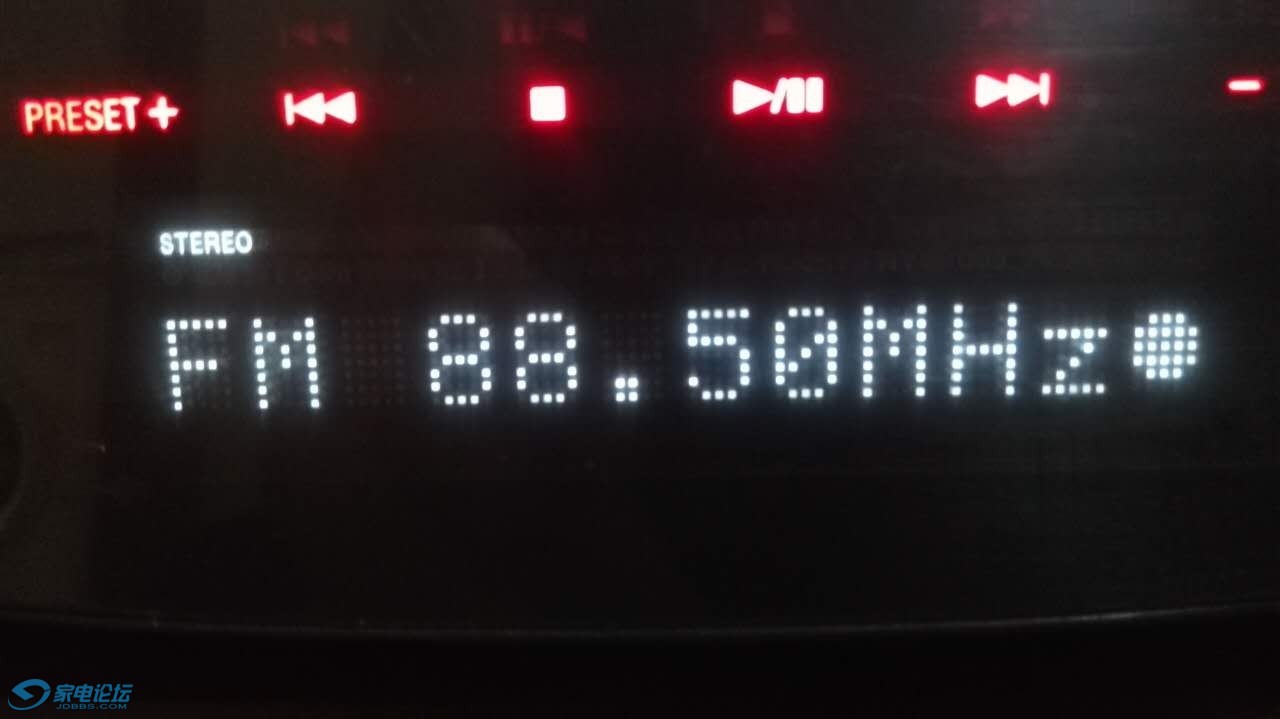 PRESET +
STEREO
FM 88.50MHz
家电论坛
JDBBS.COM